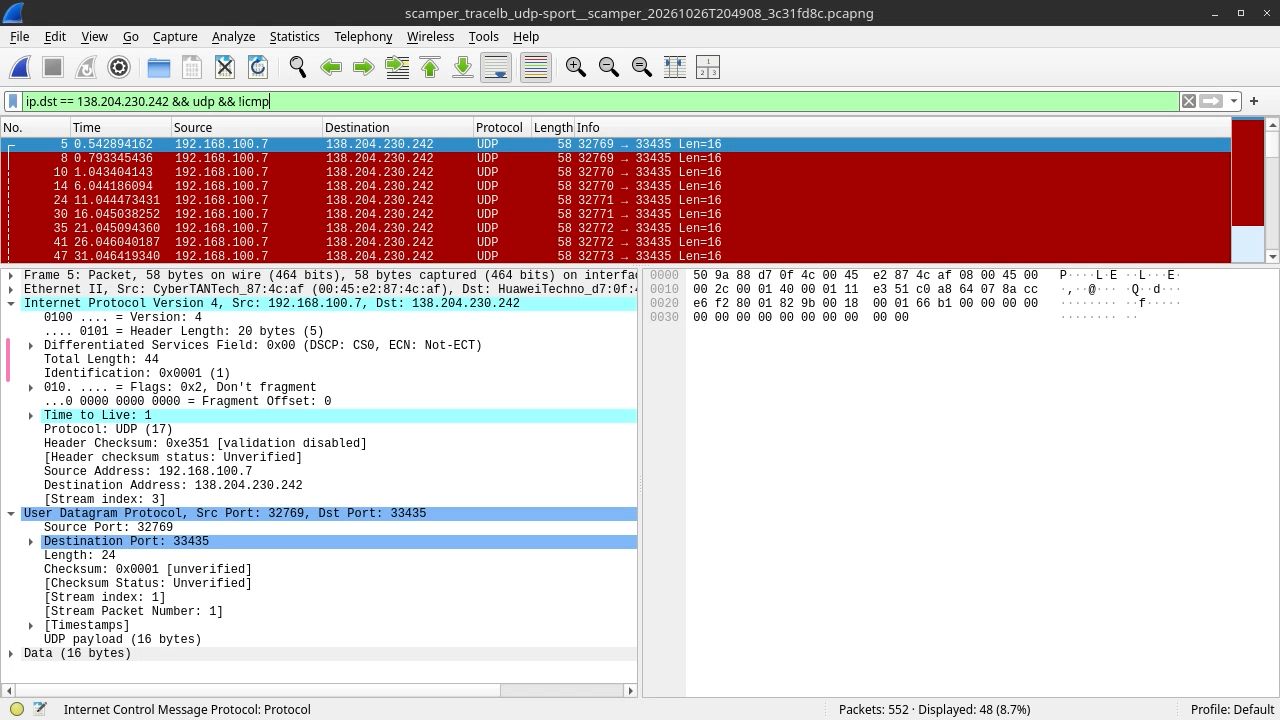 scamper_tracelb_udp-sport__scamper_20261026T204908_3c31fd8c.pcapng
File Edit View Go Capture Analyze Statistics Telephony Wireless Tools Help
ip.dst == 138.204.230.242 && udp && !icmp
No. Time Source Destination Protocol Length Info
5 0.542894162 192.168.100.7 138.204.230.242 UDP 58 32769 → 33435 Len=16
8 0.793345436 192.168.100.7 138.204.230.242 UDP 58 32769 → 33435 Len=16
10 1.043404143 192.168.100.7 138.204.230.242 UDP 58 32770 → 33435 Len=16
14 6.044186094 192.168.100.7 138.204.230.242 UDP 58 32770 → 33435 Len=16
24 11.044473431 192.168.100.7 138.204.230.242 UDP 58 32771 → 33435 Len=16
30 16.045038252 192.168.100.7 138.204.230.242 UDP 58 32771 → 33435 Len=16
35 21.045094360 192.168.100.7 138.204.230.242 UDP 58 32772 → 33435 Len=16
41 26.046040187 192.168.100.7 138.204.230.242 UDP 58 32772 → 33435 Len=16
47 31.046419340 192.168.100.7 138.204.230.242 UDP 58 32773 → 33435 Len=16
Frame 5: Packet, 58 bytes on wire (464 bits), 58 bytes captured (464 bits) on interfac
Ethernet II, Src: CyberTANTech_87:4c:af (00:45:e2:87:4c:af), Dst: HuaweiTechno_d7:0f:4
Internet Protocol Version 4, Src: 192.168.100.7, Dst: 138.204.230.242
0100 .... = Version: 4
.... 0101 = Header Length: 20 bytes (5)
Differentiated Services Field: 0x00 (DSCP: CS0, ECN: Not-ECT)
Total Length: 44
Identification: 0x0001 (1)
010. .... = Flags: 0x2, Don't fragment
...0 0000 0000 0000 = Fragment Offset: 0
Time to Live: 1
Protocol: UDP (17)
Header Checksum: 0xe351 [validation disabled]
[Header checksum status: Unverified]
Source Address: 192.168.100.7
Destination Address: 138.204.230.242
[Stream index: 3]
User Datagram Protocol, Src Port: 32769, Dst Port: 33435
Source Port: 32769
Destination Port: 33435
Length: 24
Checksum: 0x0001 [unverified]
[Checksum Status: Unverified]
[Stream index: 1]
[Stream Packet Number: 1]
[Timestamps]
UDP payload (16 bytes)
Data (16 bytes)
0000 50 9a 88 d7 0f 4c 00 45 e2 87 4c af 08 00 45 00 P····L·E ··L···E·
0010 00 2c 00 01 40 00 01 11 e3 51 c0 a8 64 07 8a cc ·,··@··· ·Q··d···
0020 e6 f2 80 01 82 9b 00 18 00 01 66 b1 00 00 00 00 ········ ··f·····
0030 00 00 00 00 00 00 00 00 00 00 ········ ··
Internet Control Message Protocol: Protocol
Packets: 552 · Displayed: 48 (8.7%)
Profile: Default